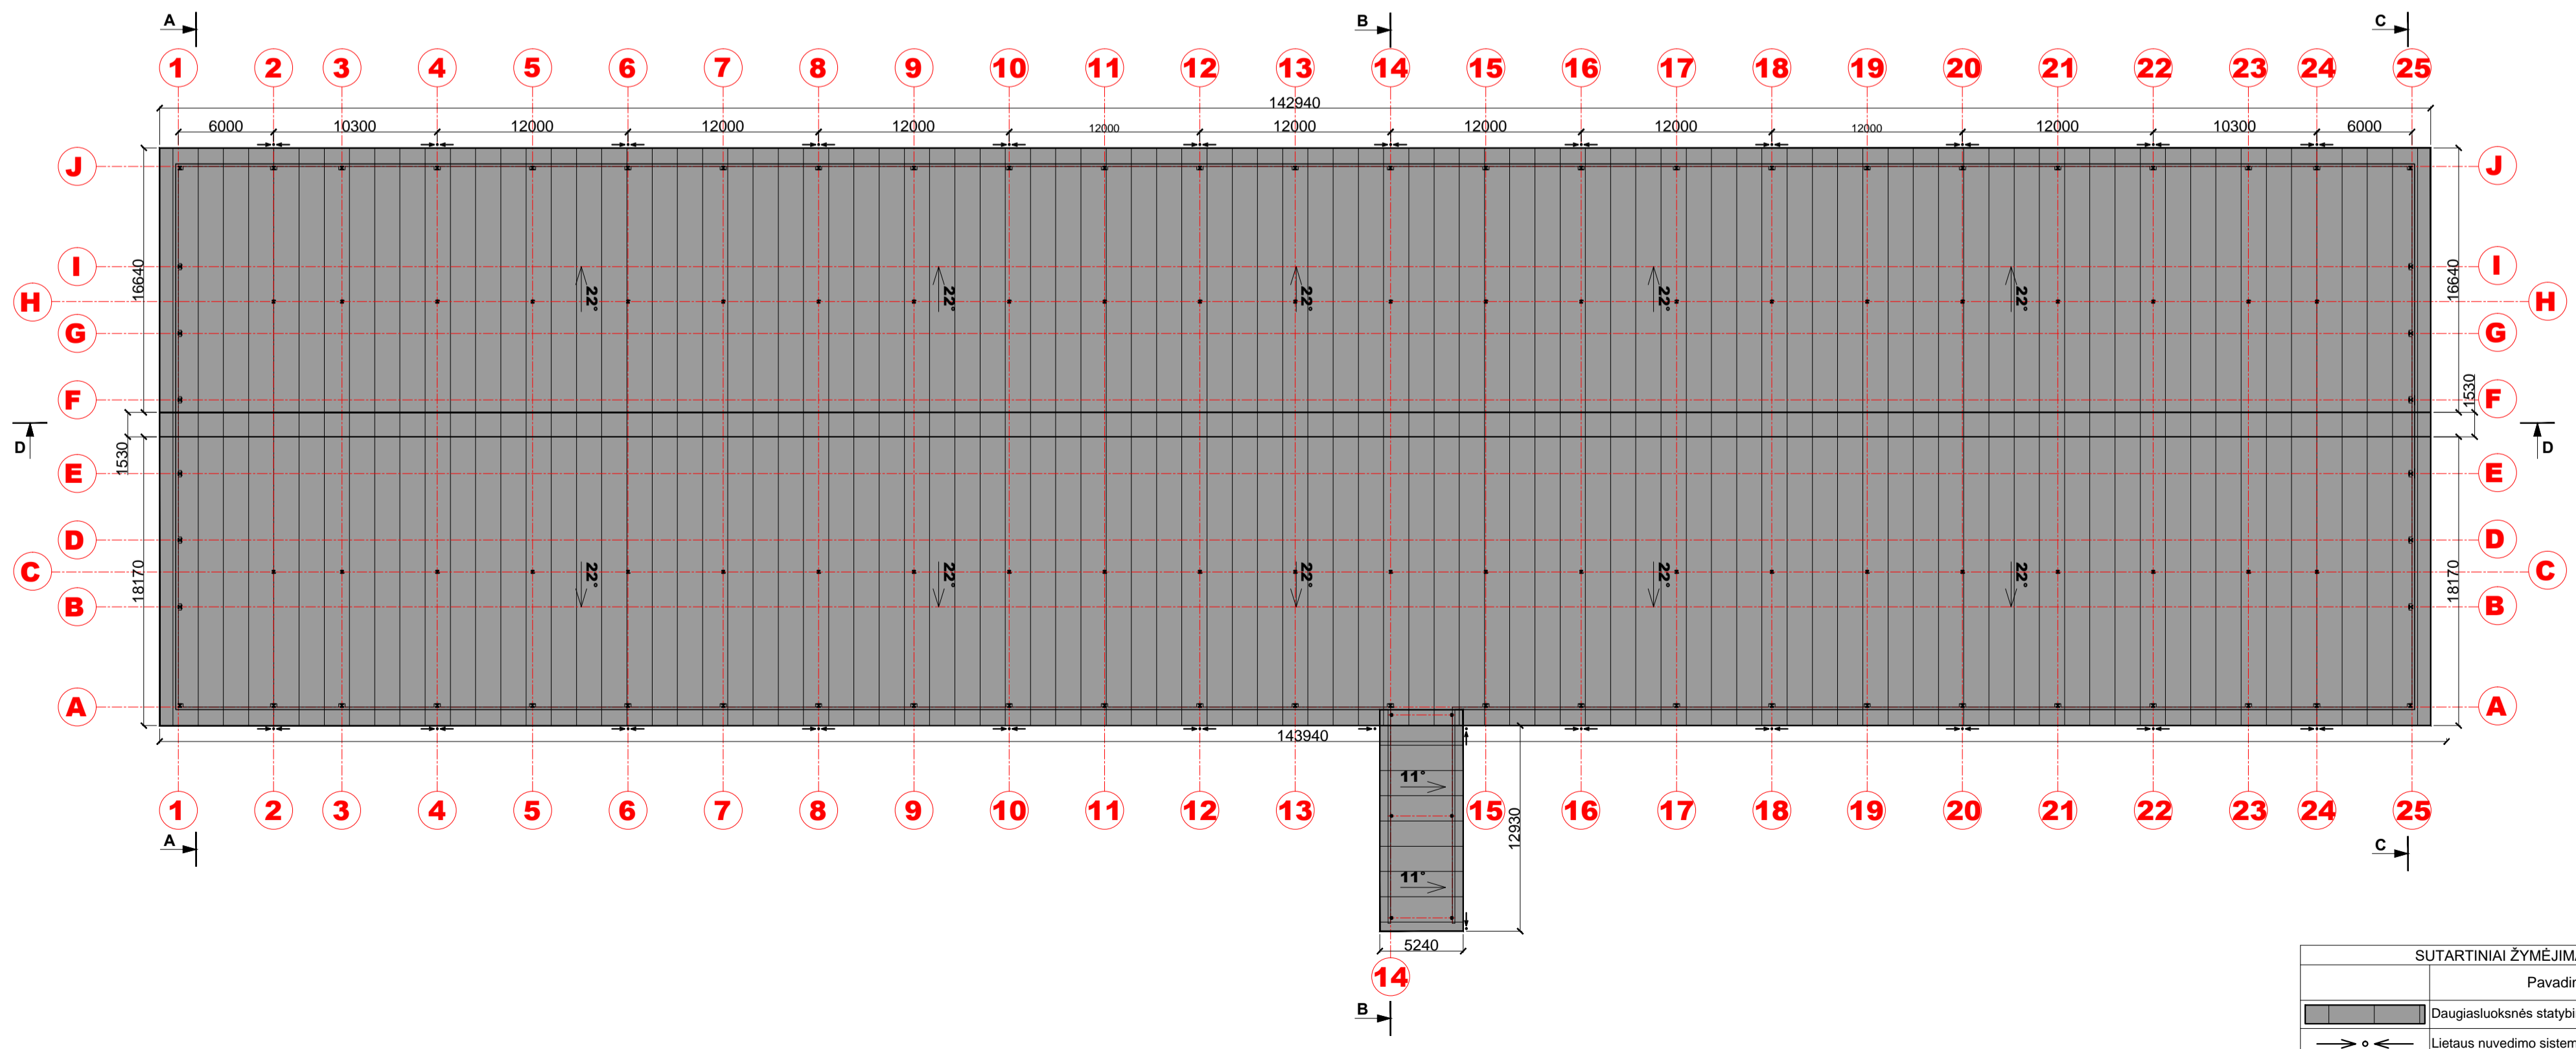 A B C
1 2 3 4 5 6 7 8 9 10 11 12 13 14 15 16 17 18 19 20 21 22 23 24 25
142940
6000 10300 12000 12000 12000 12000 12000 12000 12000 12000 12000 10300 6000
J J
I I
16640 16640
22° 22° 22° 22° 22°
H H
G G
F F
1530
D D
1530
E E
D D
C C
22° 22° 22° 22° 22°
18170 18170
B B
A A
143940
11°
1 2 3 4 5 6 7 8 9 10 11 12 13 15 16 17 18 19 20 21 22 23 24 25
12930
A C
11°
5240
14
B
SUTARTINIAI ŽYMĖJIM
Pavadin
Daugiasluoksnės statybi
Lietaus nuvedimo sistem